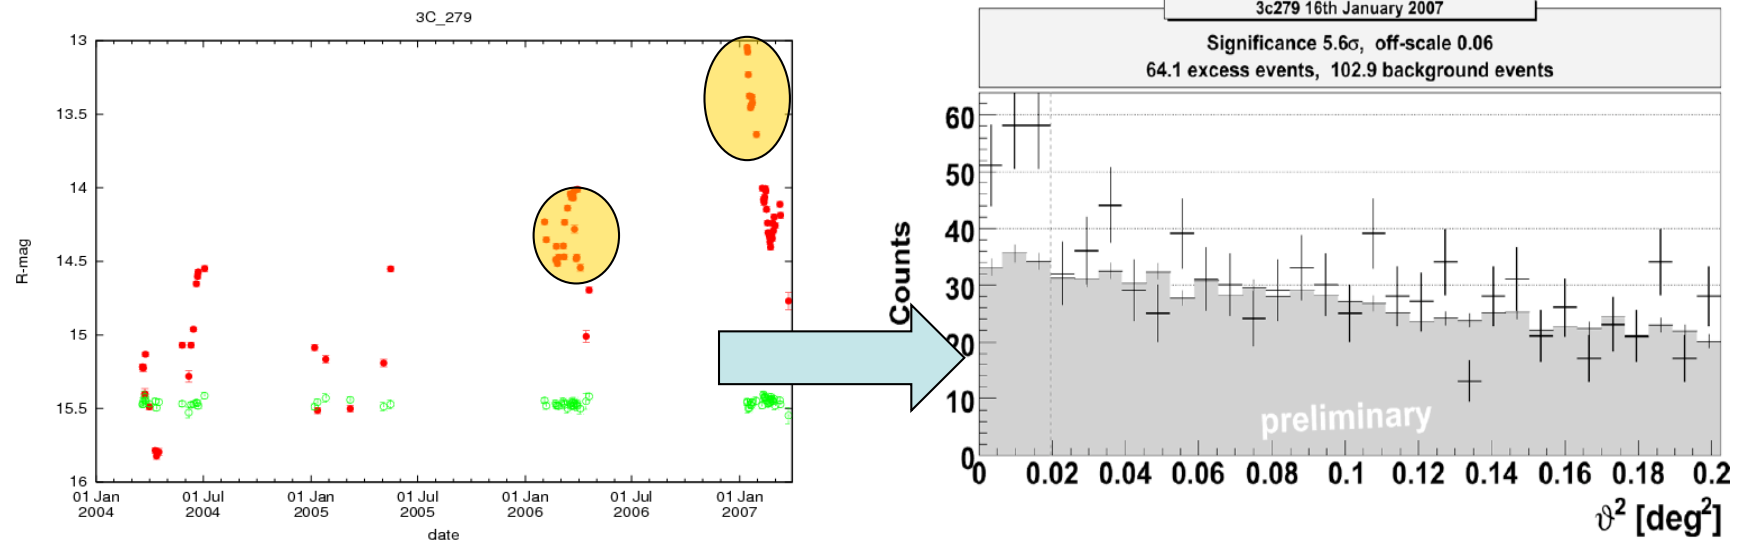 3C_279
13
13.5
14
14.5
15
15.5
16
R-mag
01 Jan 2004
01 Jul 2004
01 Jan 2005
01 Jul 2005
01 Jan 2006
01 Jul 2006
01 Jan 2007
date
3c279 16th January 2007
Significance 5.6σ, off-scale 0.06
64.1 excess events, 102.9 background events
Counts
60
50
40
30
20
10
0
preliminary
0 0.02 0.04 0.06 0.08 0.1 0.12 0.14 0.16 0.18 0.2
ϑ² [deg²]